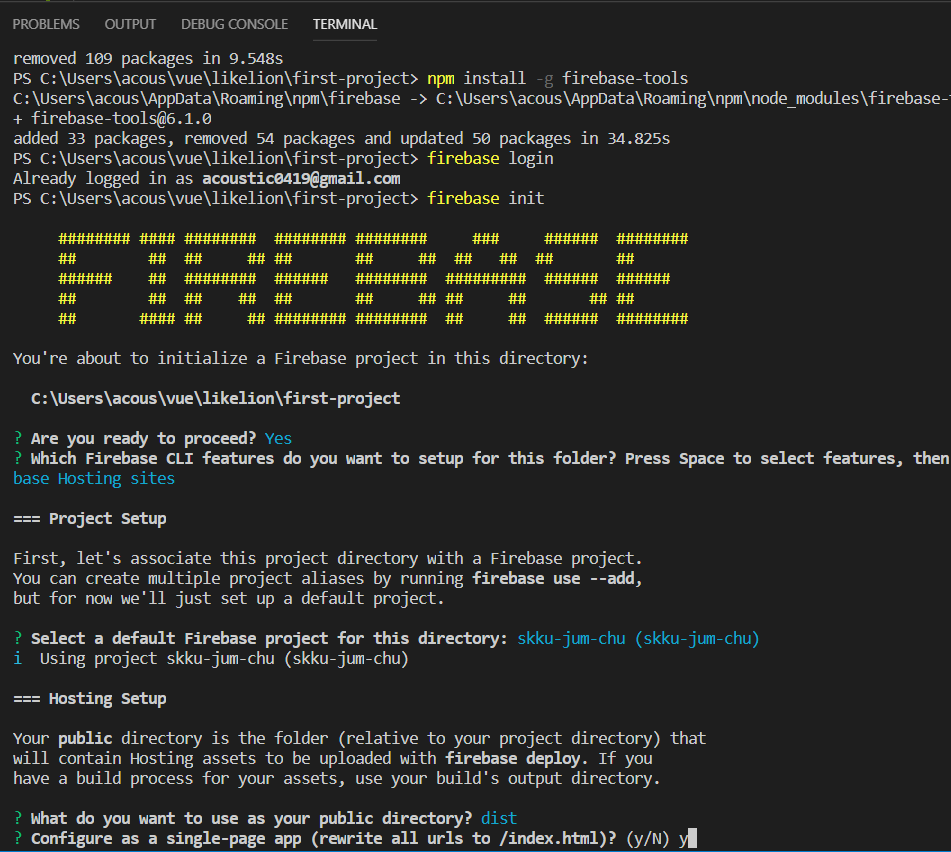 PROBLEMS OUTPUT DEBUG CONSOLE TERMINAL
removed 109 packages in 9.548s
PS C:\Users\acous\vue\likelion\first-project> npm install -g firebase-tools
C:\Users\acous\AppData\Roaming\npm\firebase -> C:\Users\acous\AppData\Roaming\npm\node_modules\firebase-
+ firebase-tools@6.1.0
added 33 packages, removed 54 packages and updated 50 packages in 34.825s
PS C:\Users\acous\vue\likelion\first-project> firebase login
Already logged in as acoustic0419@gmail.com
PS C:\Users\acous\vue\likelion\first-project> firebase init
######## #### ########  ######## ########     ###     ######  ########
##        ##  ##     ## ##       ##     ##  ##   ##  ##       ##
######    ##  ########  ######   ########  #########  ######  ######
##        ##  ##    ##  ##       ##     ## ##     ##       ## ##
##       #### ##     ## ######## ########  ##     ##  ######  ########
You're about to initialize a Firebase project in this directory:
C:\Users\acous\vue\likelion\first-project
? Are you ready to proceed? Yes
? Which Firebase CLI features do you want to setup for this folder? Press Space to select features, then
base Hosting sites
=== Project Setup
First, let's associate this project directory with a Firebase project.
You can create multiple project aliases by running firebase use --add,
but for now we'll just set up a default project.
? Select a default Firebase project for this directory: skku-jum-chu (skku-jum-chu)
i  Using project skku-jum-chu (skku-jum-chu)
=== Hosting Setup
Your public directory is the folder (relative to your project directory) that
will contain Hosting assets to be uploaded with firebase deploy. If you
have a build process for your assets, use your build's output directory.
? What do you want to use as your public directory? dist
? Configure as a single-page app (rewrite all urls to /index.html)? (y/N) y